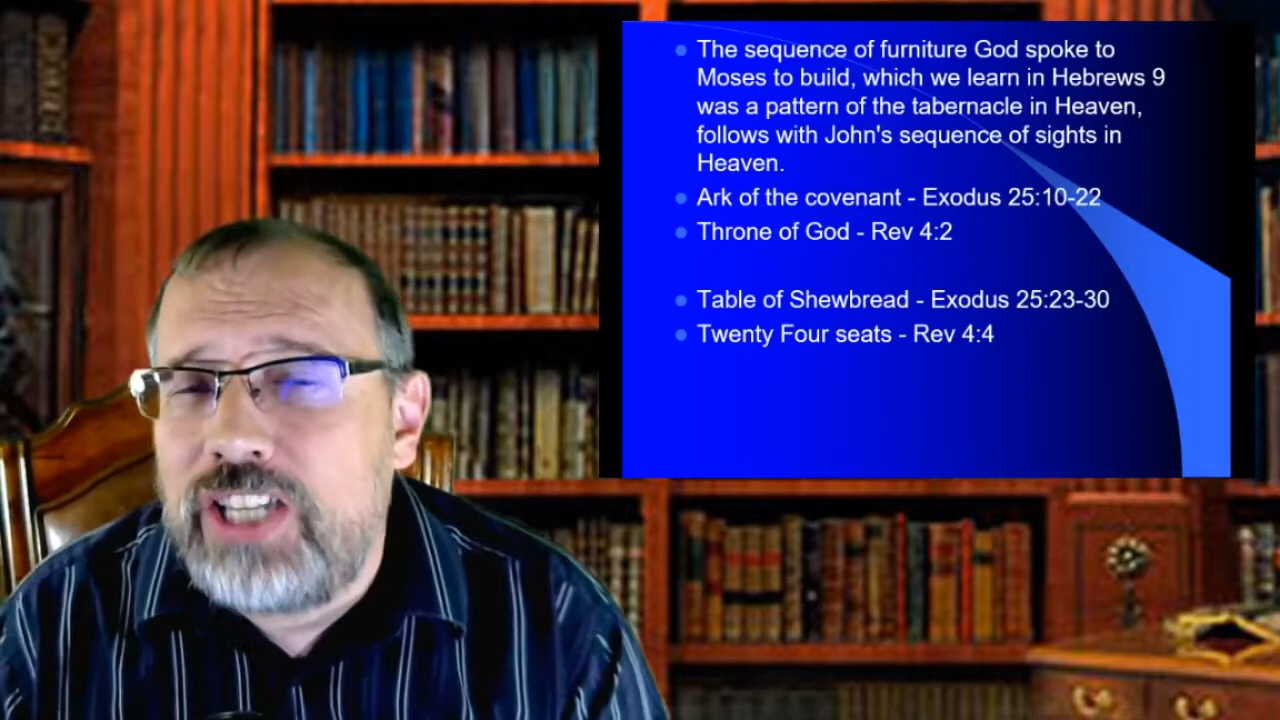 The sequence of furniture God spoke to
Moses to build, which we learn in Hebrews 9
was a pattern of the tabernacle in Heaven,
follows with John's sequence of sights in
Heaven.
Ark of the covenant - Exodus 25:10-22
Throne of God - Rev 4:2
Table of Shewbread - Exodus 25:23-30
Twenty Four seats - Rev 4:4